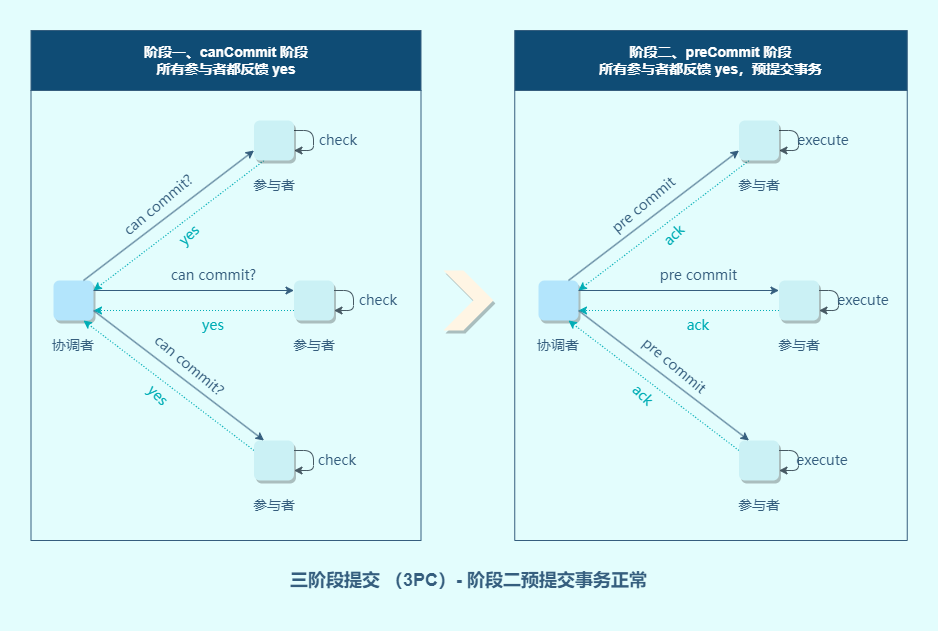 阶段一、canCommit 阶段
所有参与者都反馈 yes
check
参与者
can commit?
yes
can commit?
check
yes
协调者
参与者
can commit?
yes
check
参与者
阶段二、preCommit 阶段
所有参与者都反馈 yes，预提交事务
execute
参与者
pre commit
ack
pre commit
execute
ack
协调者
参与者
pre commit
ack
execute
参与者
三阶段提交 （3PC）- 阶段二预提交事务正常